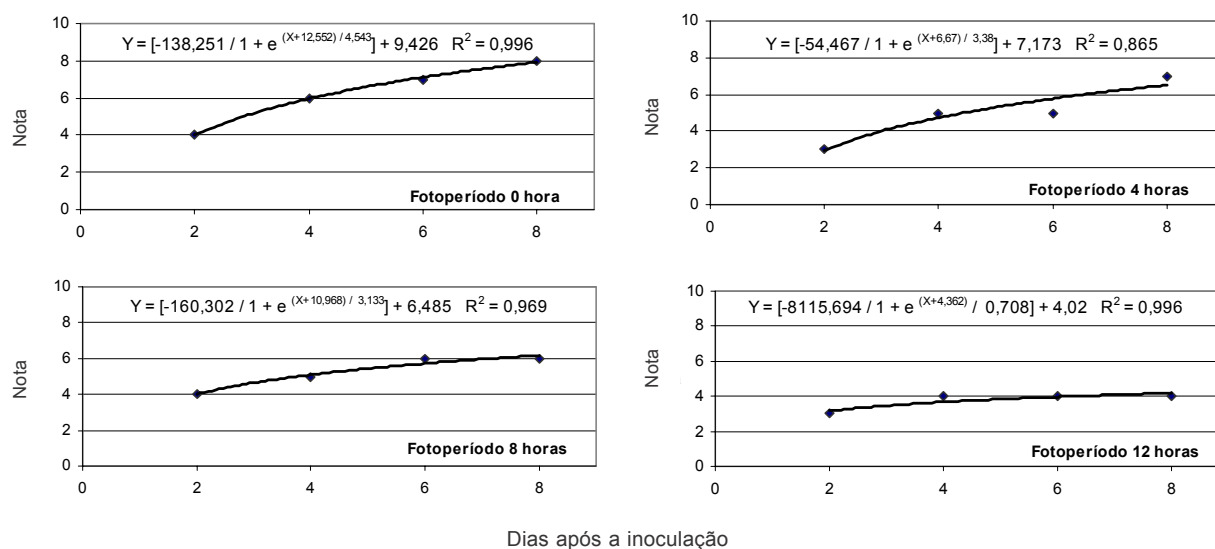 Y = [-138,251 / 1 + e (X+12,552) / 4,543] + 9,426 R2 = 0,996
Nota
10
8
6
4
2
0
Fotoperíodo 0 hora
0 2 4 6 8
Y = [-54,467 / 1 + e (X+6,67) / 3,38] + 7,173 R2 = 0,865
Nota
10
8
6
4
2
0
Fotoperíodo 4 horas
0 2 4 6 8
Y = [-160,302 / 1 + e (X+10,968) / 3,133] + 6,485 R2 = 0,969
Nota
10
8
6
4
2
0
Fotoperíodo 8 horas
0 2 4 6 8
Y = [-8115,694 / 1 + e (X+4,362) / 0,708] + 4,02 R2 = 0,996
Nota
10
8
6
4
2
0
Fotoperíodo 12 horas
0 2 4 6 8
Dias após a inoculação